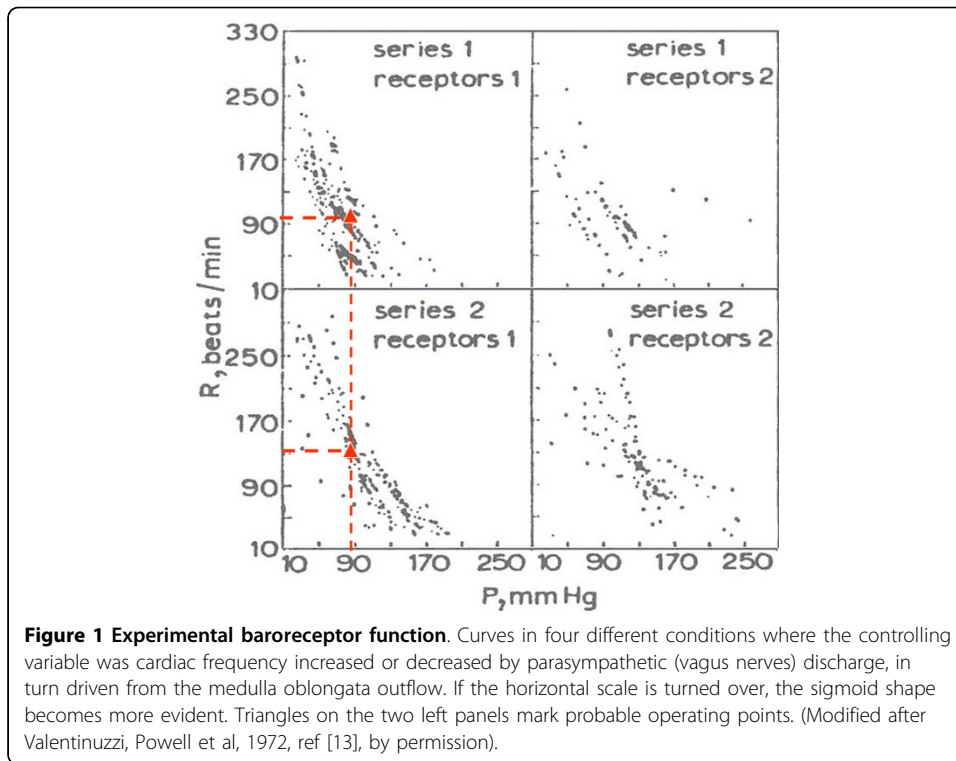 330
250
170
90
10
250
170
90
10
series 1
receptors 1
series 1
receptors 2
series 2
receptors 1
series 2
receptors 2
R, beats/min
10 90 170 250 10 90 170 250
P, mm Hg
Figure 1 Experimental baroreceptor function. Curves in four different conditions where the controlling
variable was cardiac frequency increased or decreased by parasympathetic (vagus nerves) discharge, in
turn driven from the medulla oblongata outflow. If the horizontal scale is turned over, the sigmoid shape
becomes more evident. Triangles on the two left panels mark probable operating points. (Modified after
Valentinuzzi, Powell et al, 1972, ref [13], by permission).